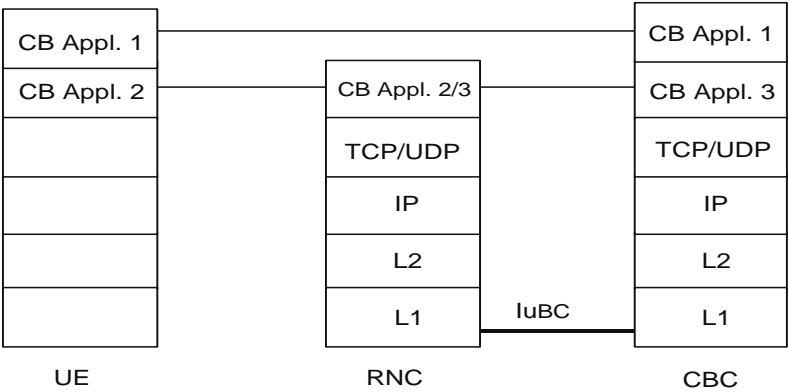 CB Appl. 1
CB Appl. 2
UE
CB Appl. 2/3
TCP/UDP
IP
L2
L1
RNC
IuBC
CB Appl. 1
CB Appl. 3
TCP/UDP
IP
L2
L1
CBC